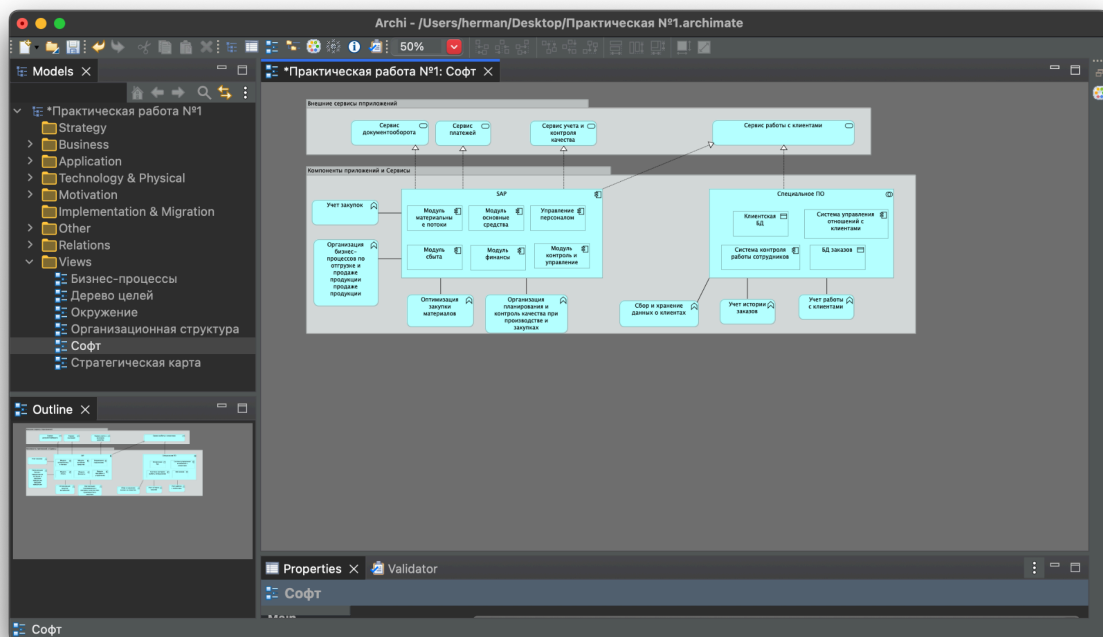 Archi - /Users/herman/Desktop/Практическая №1.archimate
50%
Models
*Практическая работа №1: Софт
*Практическая работа №1
Strategy
Business
Application
Technology & Physical
Motivation
Implementation & Migration
Other
Relations
Views
Бизнес-процессы
Дерево целей
Окружение
Организационная структура
Софт
Стратегическая карта
Outline
Внешние сервисы пприложений
Сервис
документооборота
Сервис
платежей
Сервис учета и
контроля
качества
Сервис работы с клиентами
Компоненты приложений и Сервисы
Учет закупок
Организация
бизнес-
процессов по
отгрузке и
продаже
продукции
продаже
продукции
SAP
Модуль
материальны
е потоки
Модуль
основные
средства
Управление
персоналом
Модуль
сбыта
Модуль
финансы
Модуль
контроль и
управление
Оптимизация
закупки
материалов
Организация
планирования и
контроль качества при
производстве и
закупках
Специальное ПО
Клиентская
БД
Система управления
отношений с
клиентами
Система контроля
работы сотрудников
БД заказов
Сбор и хранение
данных о клиентах
Учет истории
заказов
Учет работы
с клиентами
Properties
Validator
Софт
Main
Софт